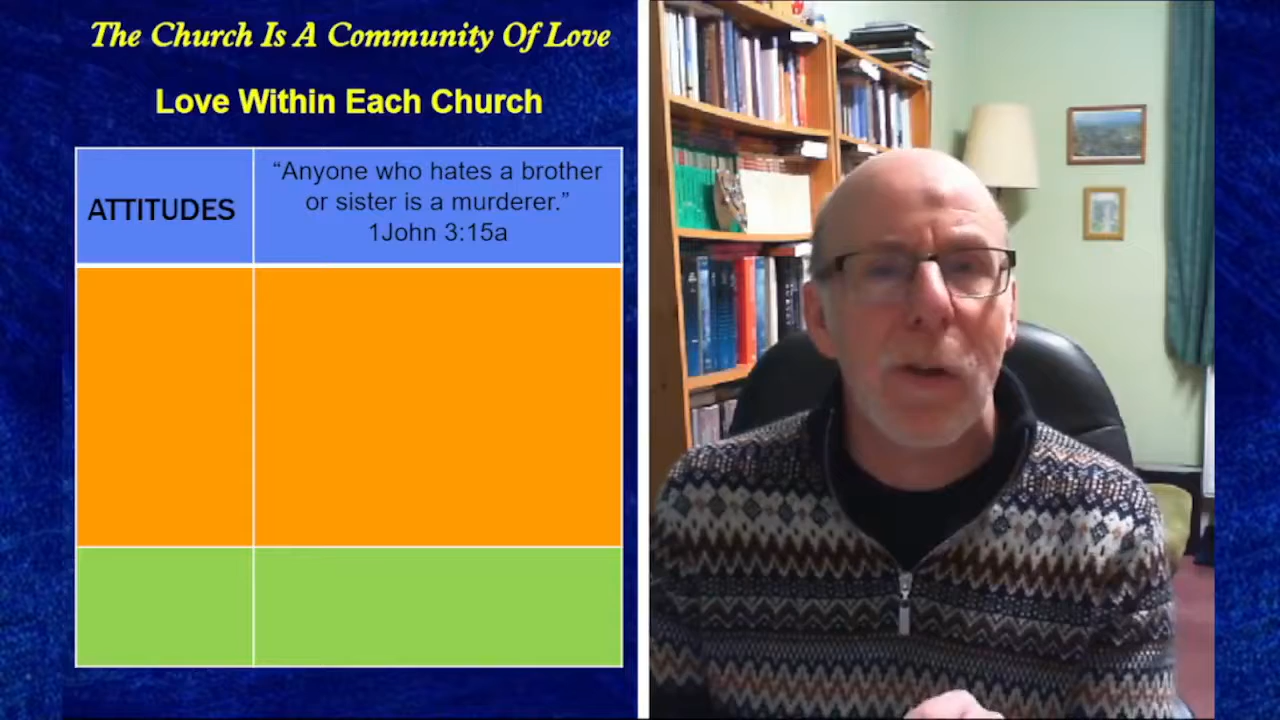 The Church Is A Community Of Love
Love Within Each Church
ATTITUDES
“Anyone who hates a brother
or sister is a murderer.”
1John 3:15a